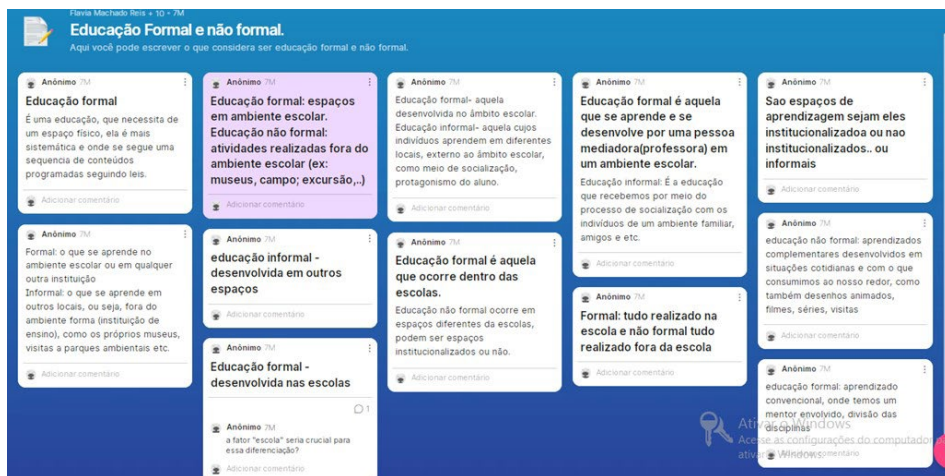 Flavia Machado Reis + 10 • 7M
Educação Formal e não formal.
Aqui você pode escrever o que considera ser educação formal e não formal.
Anônimo 7M
Educação formal
É uma educação, que necesita de
um espaço físico, ela é mais
sistemática e onde se segue uma
sequencia de conteúdos
programadas seguindo leis.
Adicionar comentário
Anônimo 7M
Formal: o que se aprende no
ambiente escolar ou em qualquer
outra instituição
Informal: o que se aprende em
outros locais, ou seja, fora do
ambiente forma (instituição de
ensino), como os próprios museus,
visitas a parques ambientais etc.
Adicionar comentário
Anônimo 7M
Educação formal: espaços
em ambiente escolar.
Educação não formal:
atividades realizadas fora do
ambiente escolar (ex:
museus, campo; excursão,..)
Adicionar comentário
Anônimo 7M
educação informal -
desenvolvida em outros
espaços
Adicionar comentário
Anônimo 7M
Educação formal -
desenvolvida nas escolas
1
Anônimo 7M
a fator "escola" seria crucial para
essa diferenciação?
Adicionar comentário
Anônimo 7M
Educação formal- aquela
desenvolvida no âmbito escolar.
Educação informal- aquela cujos
indivíduos aprendem em diferentes
locais, externo ao âmbito escolar,
como meio de socialização,
protagonismo do aluno.
Adicionar comentário
Anônimo 7M
Educação formal é aquela
que ocorre dentro das
escolas.
Educação não formal ocorre em
espaços diferentes da escolas,
podem ser espaços
institucionalizados ou não.
Adicionar comentário
Anônimo 7M
Educação formal é aquela
que se aprende e se
desenvolve por uma pessoa
mediadora(professora) em
um ambiente escolar.
Educação informal: É a educação
que recebemos por meio do
processo de socialização com os
indivíduos de um ambiente familiar,
amigos e etc.
Adicionar comentário
Anônimo 7M
Formal: tudo realizado na
escola e não formal tudo
realizado fora da escola
Adicionar comentário
Anônimo 7M
Sao espaços de
aprendizagem sejam eles
institucionalizadoa ou nao
institucionalizados.. ou
informais
Adicionar comentário
Anônimo 7M
educação não formal: aprendizados
complementares desenvolvidos em
situações cotidianas e com o que
consumimos ao nosso redor, como
também desenhos animados,
filmes, séries, visitas
Adicionar comentário
Anônimo 7M
educação formal: aprendizado
convencional, onde temos um
mentor envolvido, divisão das
disciplinas
Ativar o Windows
Acesse as configurações do computador
ativar o Windows.